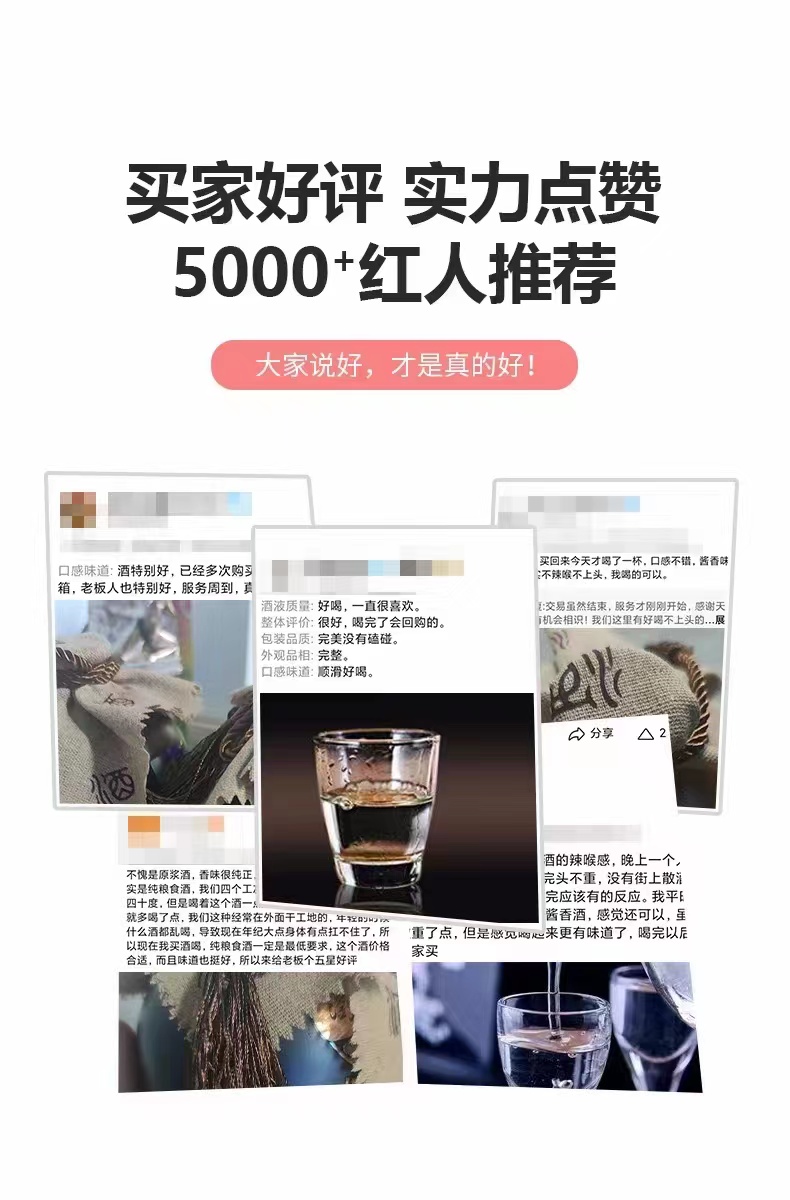 买家好评 实力点赞
5000+红人推荐
大家说好，才是真的好！
口感味道: 酒特别好，已经多次购买
箱，老板人也特别好，服务周到，真
酒
酒液质量: 好喝，一直很喜欢。
整体评价: 很好，喝完了会回购的。
包装品质: 完美没有磕碰。
外观品相: 完整。
口感味道: 顺滑好喝。
买回来今天才喝了一杯，口感不错，酱香味
不辣喉不上头，我喝的可以。
:交易虽然结束，服务才刚刚开始，感谢天
机会相识！我们这里有好喝不上头的...展
分享
2
不愧是原浆酒，香味很纯正，
实是纯粮食酒，我们四个工
四十度，但是喝着这个酒一
就多喝了点，我们这种经常在外面干工地的，年轻的时候
什么酒都乱喝，导致现在年纪大点身体有点扛不住了，所
以现在我买酒喝，纯粮食酒一定是最低要求，这个酒价格
合适，而且味道也挺好，所以来给老板个五星好评
酒的辣喉感，晚上一个人
完头不重，没有街上散酒
完应该有的反应。我平时
酱香酒，感觉还可以，虽
重了点，但是感觉喝起来更有味道了，喝完以后
家买